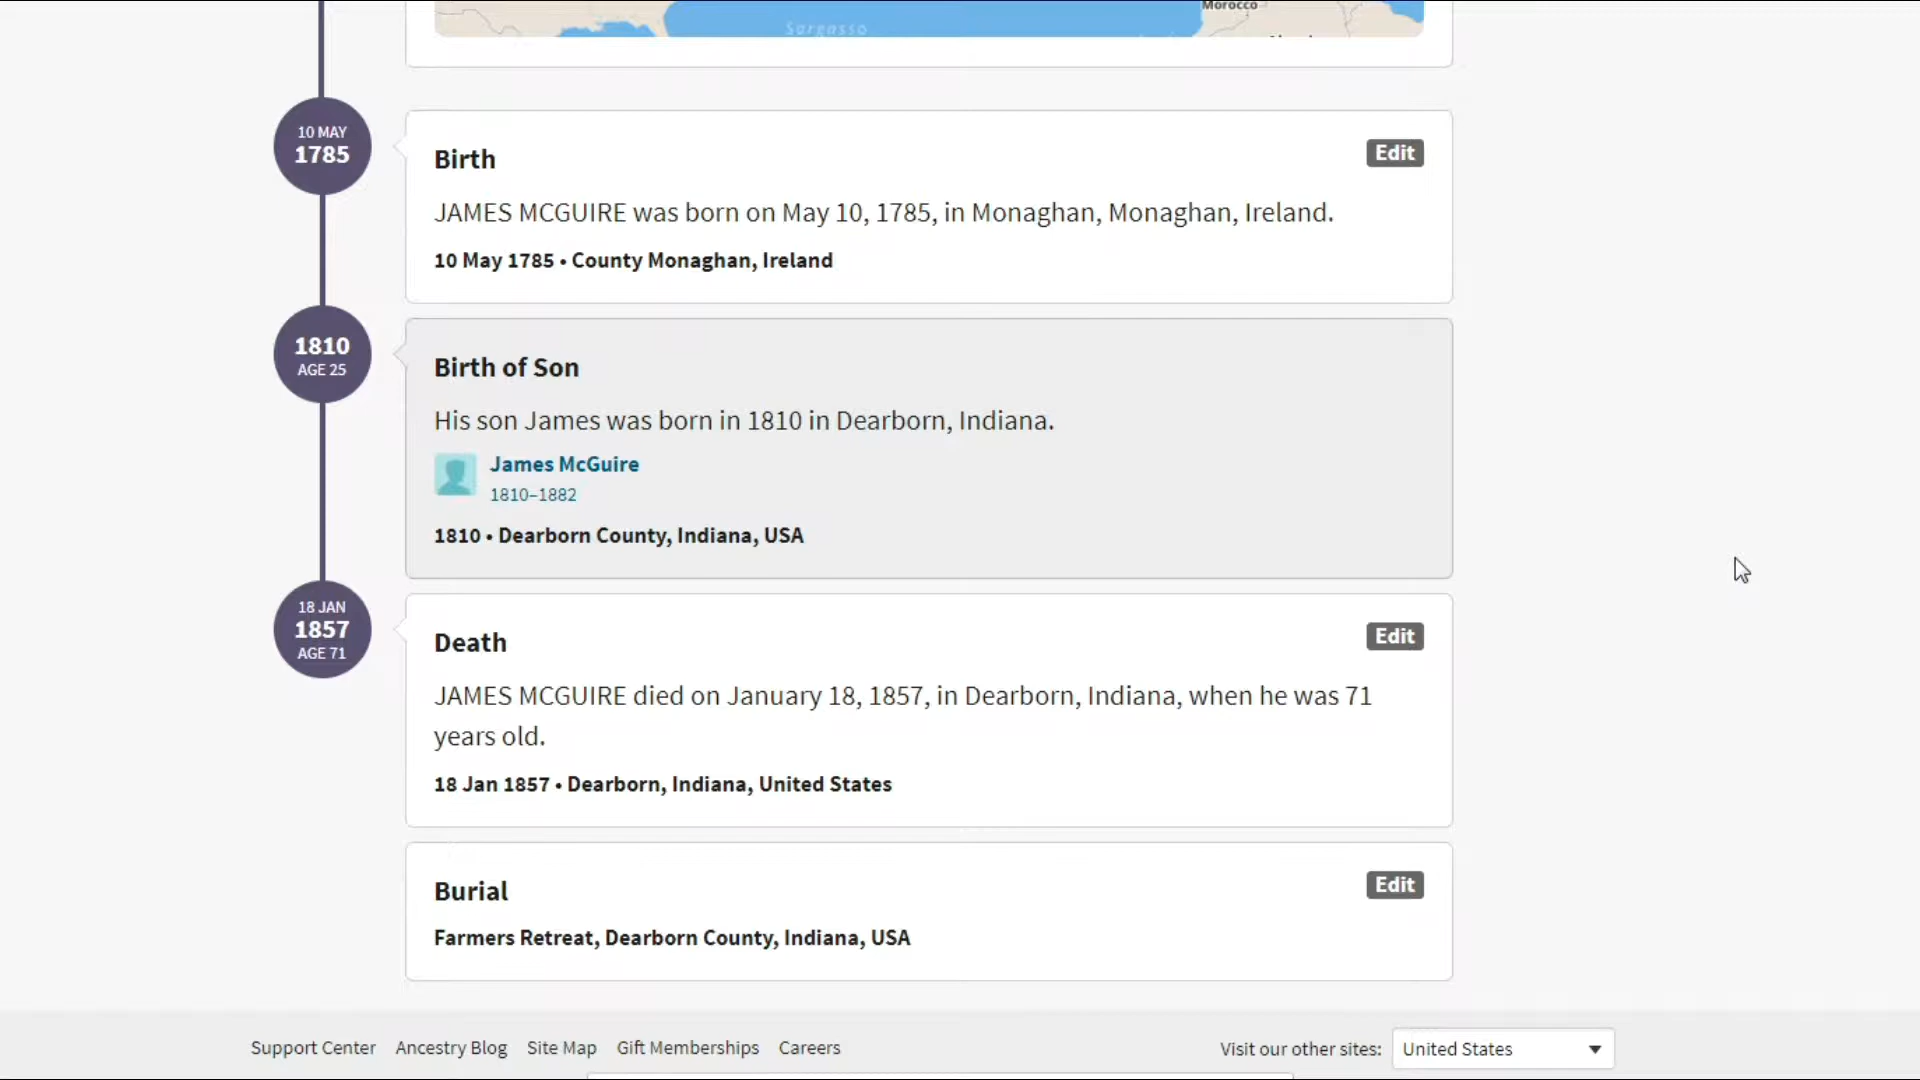 Morocco
Sargasso
10 MAY
1785
Birth
Edit
JAMES MCGUIRE was born on May 10, 1785, in Monaghan, Monaghan, Ireland.
10 May 1785 • County Monaghan, Ireland
1810
AGE 25
Birth of Son
His son James was born in 1810 in Dearborn, Indiana.
James McGuire
1810–1882
1810 • Dearborn County, Indiana, USA
18 JAN
1857
AGE 71
Death
Edit
JAMES MCGUIRE died on January 18, 1857, in Dearborn, Indiana, when he was 71
years old.
18 Jan 1857 • Dearborn, Indiana, United States
Burial
Edit
Farmers Retreat, Dearborn County, Indiana, USA
Support Center Ancestry Blog Site Map Gift Memberships Careers
Visit our other sites: United States